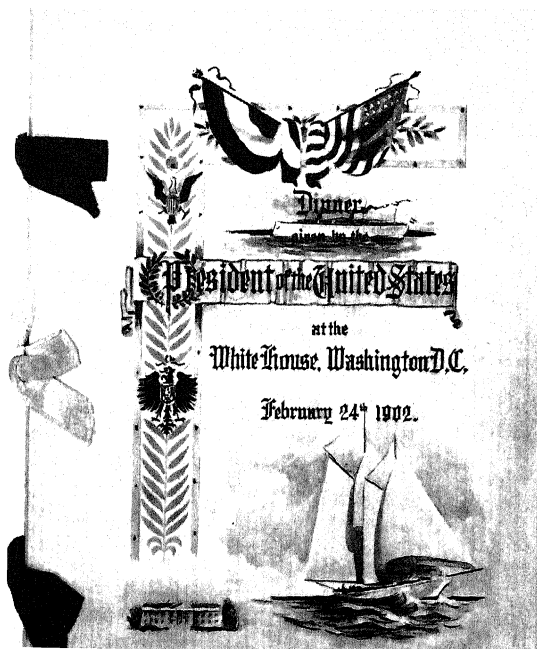 Dinner
given by the
President of the United States
at the
White House, Washington D.C.
February 24th 1902.